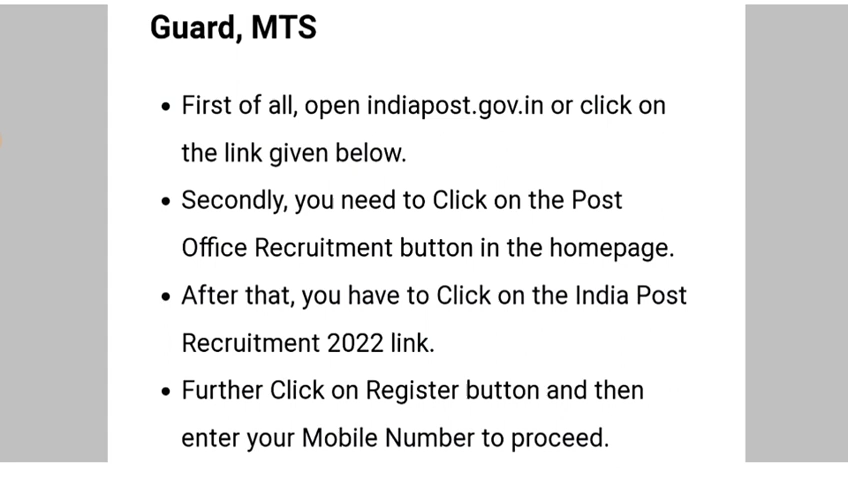 Guard, MTS
• First of all, open indiapost.gov.in or click on
the link given below.
• Secondly, you need to Click on the Post
Office Recruitment button in the homepage.
• After that, you have to Click on the India Post
Recruitment 2022 link.
• Further Click on Register button and then
enter your Mobile Number to proceed.